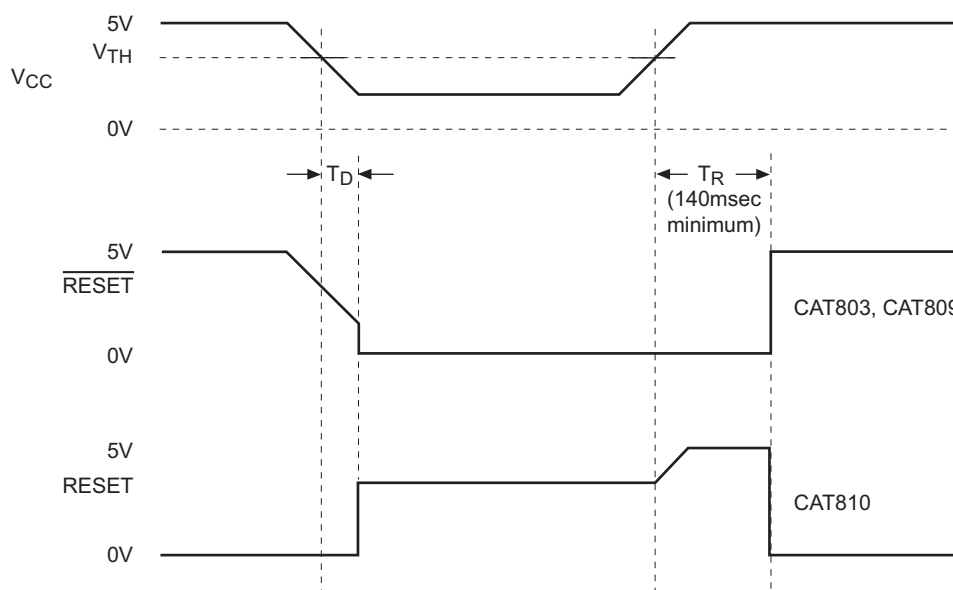 5V
VTH
VCC
0V
TD
TR
(140msec
minimum)
5V
RESET
CAT803, CAT809
0V
5V
RESET
CAT810
0V